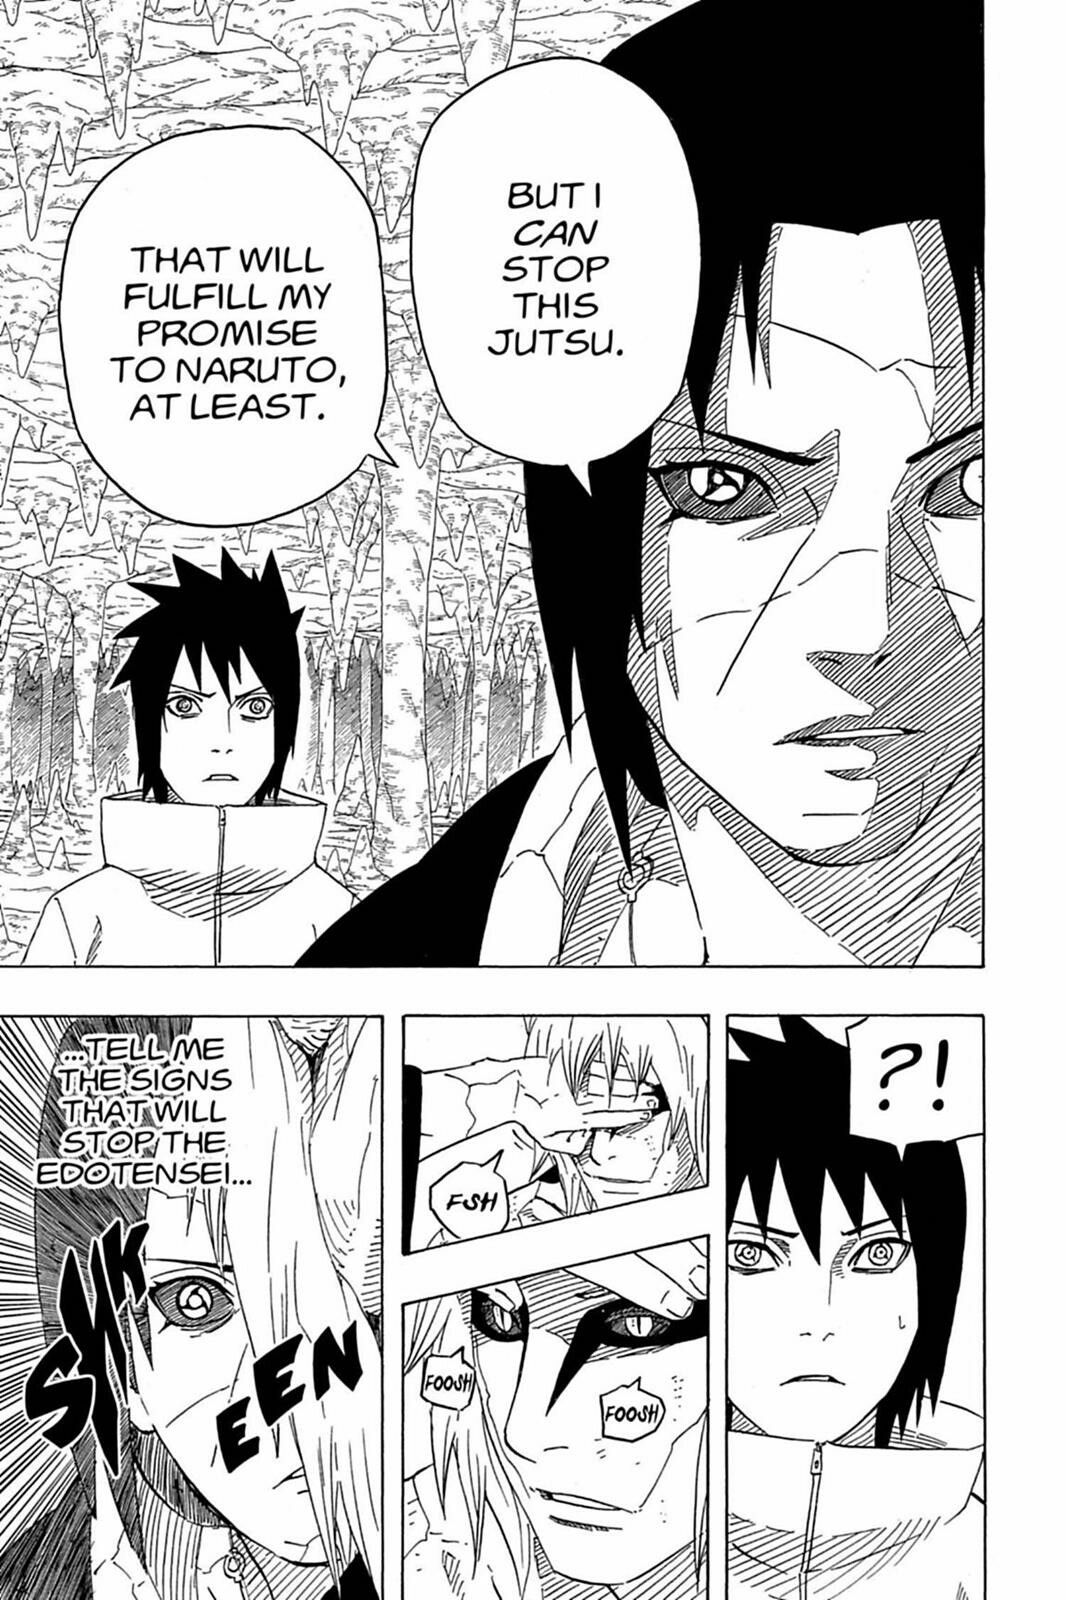 BUT I
CAN
STOP
THIS
JUTSU.
THAT WILL
FULFILL MY
PROMISE
TO NARUTO,
AT LEAST.
?!
FSH
FOOSH
FOOSH
...TELL ME
THE SIGNS
THAT WILL
STOP THE
EDOTENSEI...
SHK
EEN